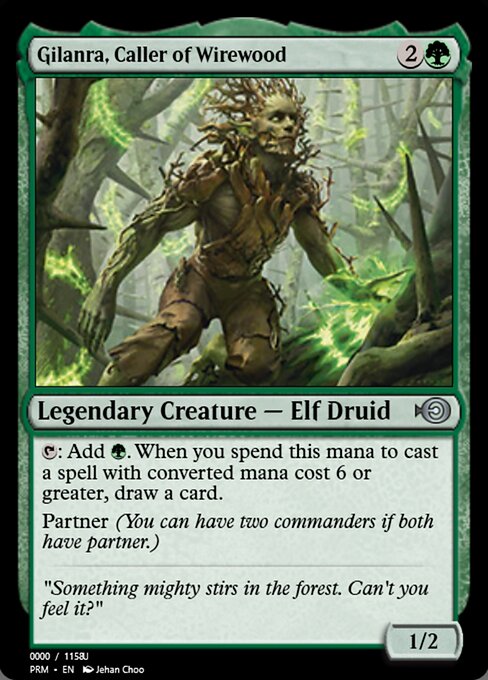 Gilanra, Caller of Wirewood 2
Legendary Creature — Elf Druid
: Add . When you spend this mana to cast
a spell with converted mana cost 6 or
greater, draw a card.
Partner (You can have two commanders if both
have partner.)
"Something mighty stirs in the forest. Can't you
feel it?"
1/2
0000 / 1158U
PRM • EN Jehan Choo